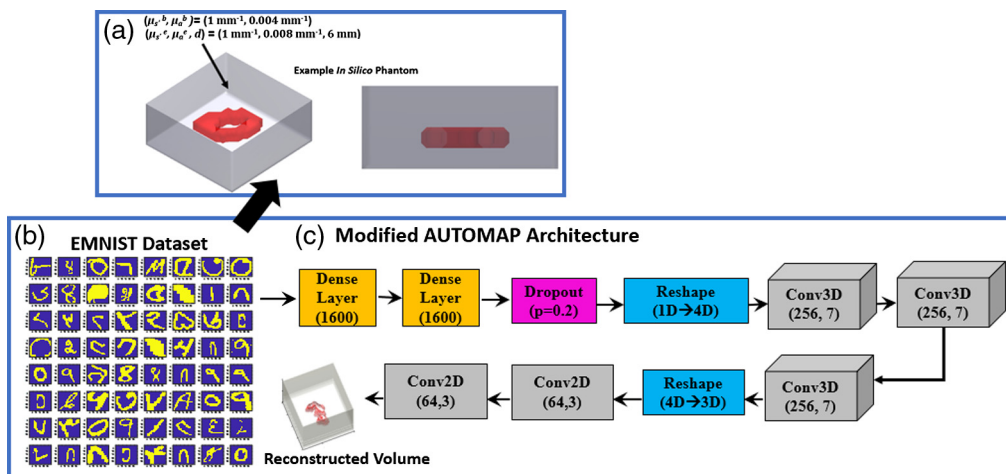 (a)
(μs'ᵇ, μaᵇ) = (1 mm⁻¹, 0.004 mm⁻¹)
(μs'ᵉ, μaᵉ, d) = (1 mm⁻¹, 0.008 mm⁻¹, 6 mm)
Example In Silico Phantom
(b)
EMNIST Dataset
(c) Modified AUTOMAP Architecture
Dense
Layer
(1600)
Dense
Layer
(1600)
Dropout
(p=0.2)
Reshape
(1D→4D)
Conv3D
(256, 7)
Conv3D
(256, 7)
Conv3D
(256, 7)
Reshape
(4D→3D)
Conv2D
(64,3)
Conv2D
(64,3)
Reconstructed Volume